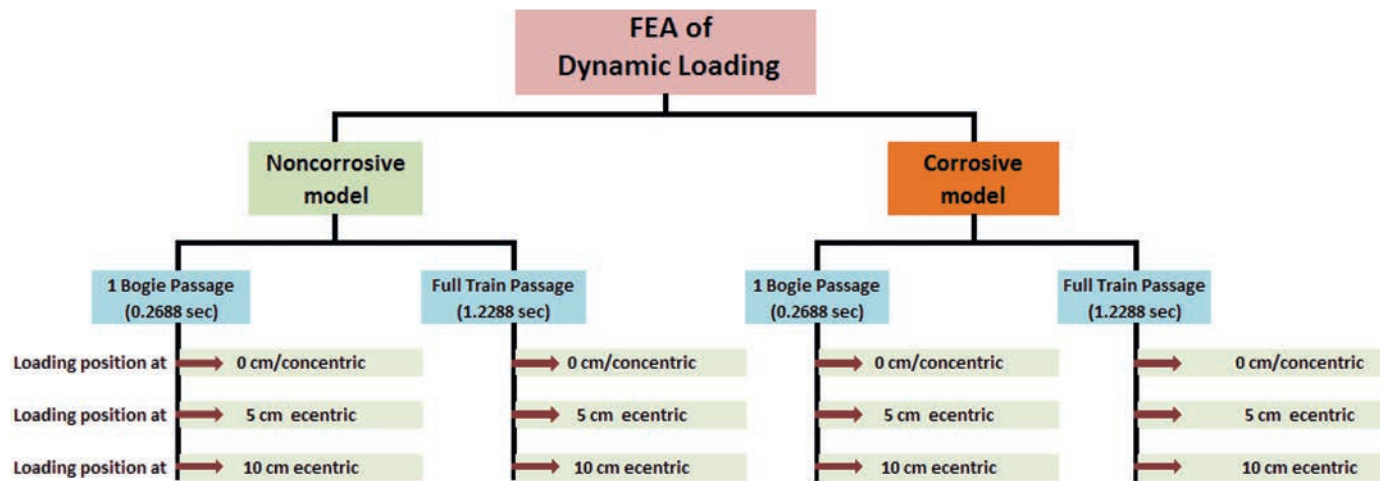 FEA of
Dynamic Loading
Noncorrosive
model
Corrosive
model
1 Bogie Passage
(0.2688 sec)
Full Train Passage
(1.2288 sec)
1 Bogie Passage
(0.2688 sec)
Full Train Passage
(1.2288 sec)
Loading position at 0 cm/concentric 0 cm/concentric 0 cm/concentric 0 cm/concentric
Loading position at 5 cm ecentric 5 cm ecentric 5 cm ecentric 5 cm ecentric
Loading position at 10 cm ecentric 10 cm ecentric 10 cm ecentric 10 cm ecentric